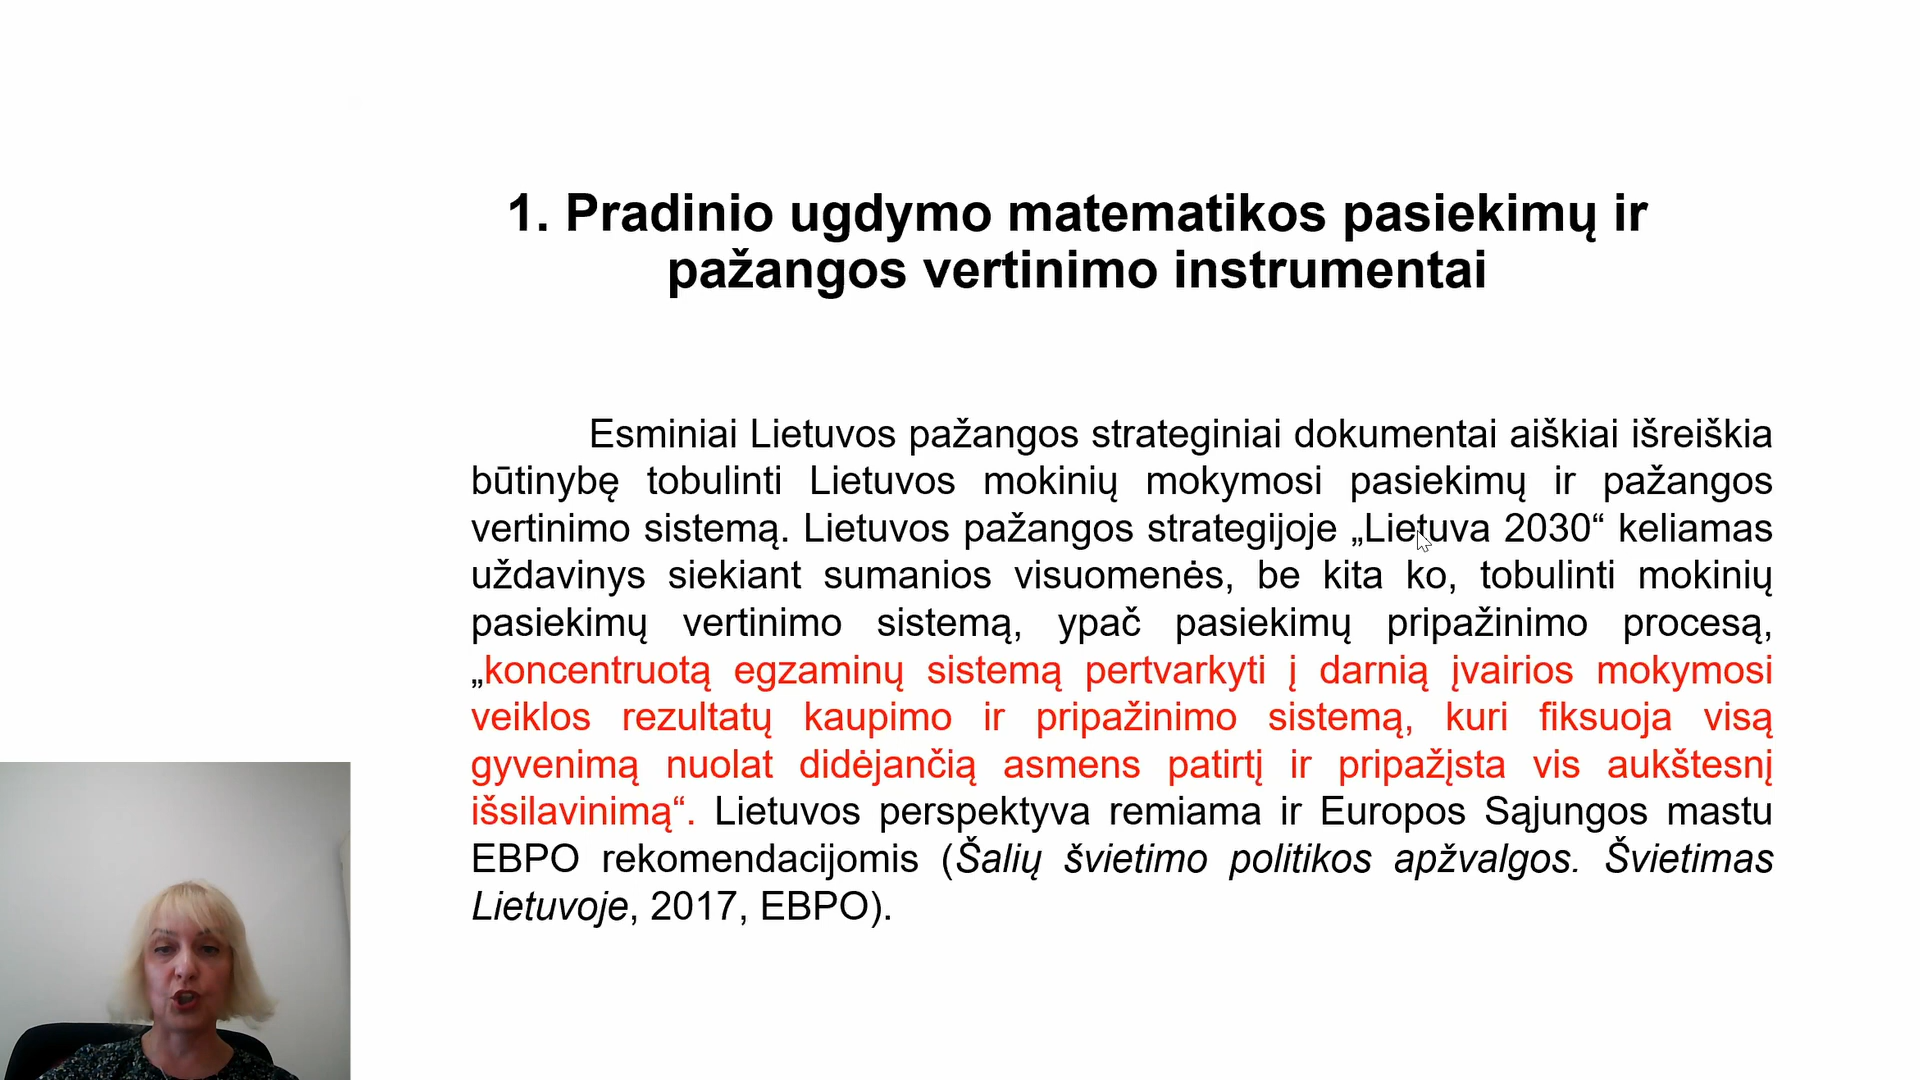 1. Pradinio ugdymo matematikos pasiekimų ir
pažangos vertinimo instrumentai
Esminiai Lietuvos pažangos strateginiai dokumentai aiškiai išreiškia
būtinybę tobulinti Lietuvos mokinių mokymosi pasiekimų ir pažangos
vertinimo sistemą. Lietuvos pažangos strategijoje „Lietuva 2030“ keliamas
uždavinys siekiant sumanios visuomenės, be kita ko, tobulinti mokinių
pasiekimų vertinimo sistemą, ypač pasiekimų pripažinimo procesą,
„koncentruotą egzaminų sistemą pertvarkyti į darnią įvairios mokymosi
veiklos rezultatų kaupimo ir pripažinimo sistemą, kuri fiksuoja visą
gyvenimą nuolat didėjančią asmens patirtį ir pripažįsta vis aukštesnį
išsilavinimą“. Lietuvos perspektyva remiama ir Europos Sąjungos mastu
EBPO rekomendacijomis (Šalių švietimo politikos apžvalgos. Švietimas
Lietuvoje, 2017, EBPO).